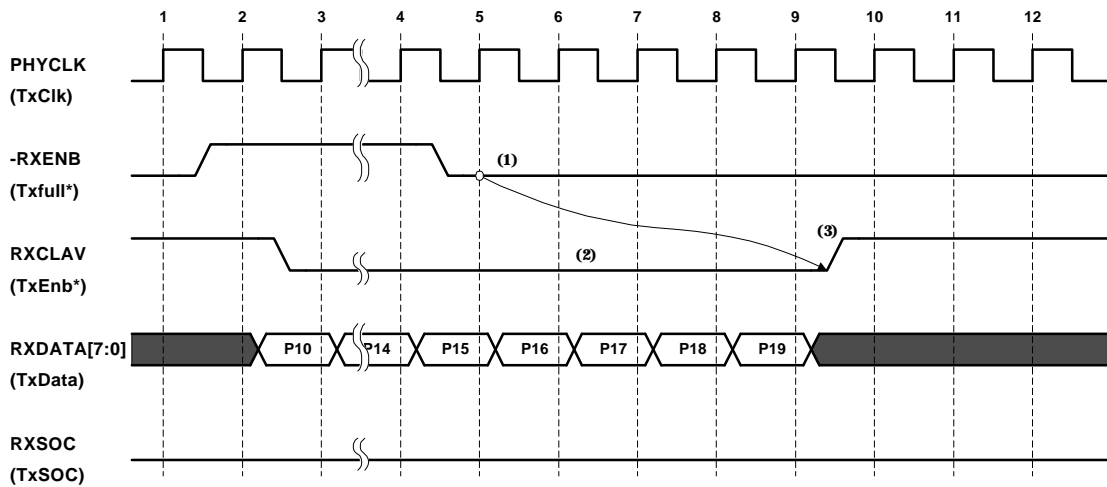 1 2 3 4 5 6 7 8 9 10 11 12
PHYCLK
(TxClk)
-RXENB
(Txfull*)
(1)
RXCLAV
(TxEnb*)
(2)
(3)
RXDATA[7:0]
(TxData)
P10 P14 P15 P16 P17 P18 P19
RXSOC
(TxSOC)